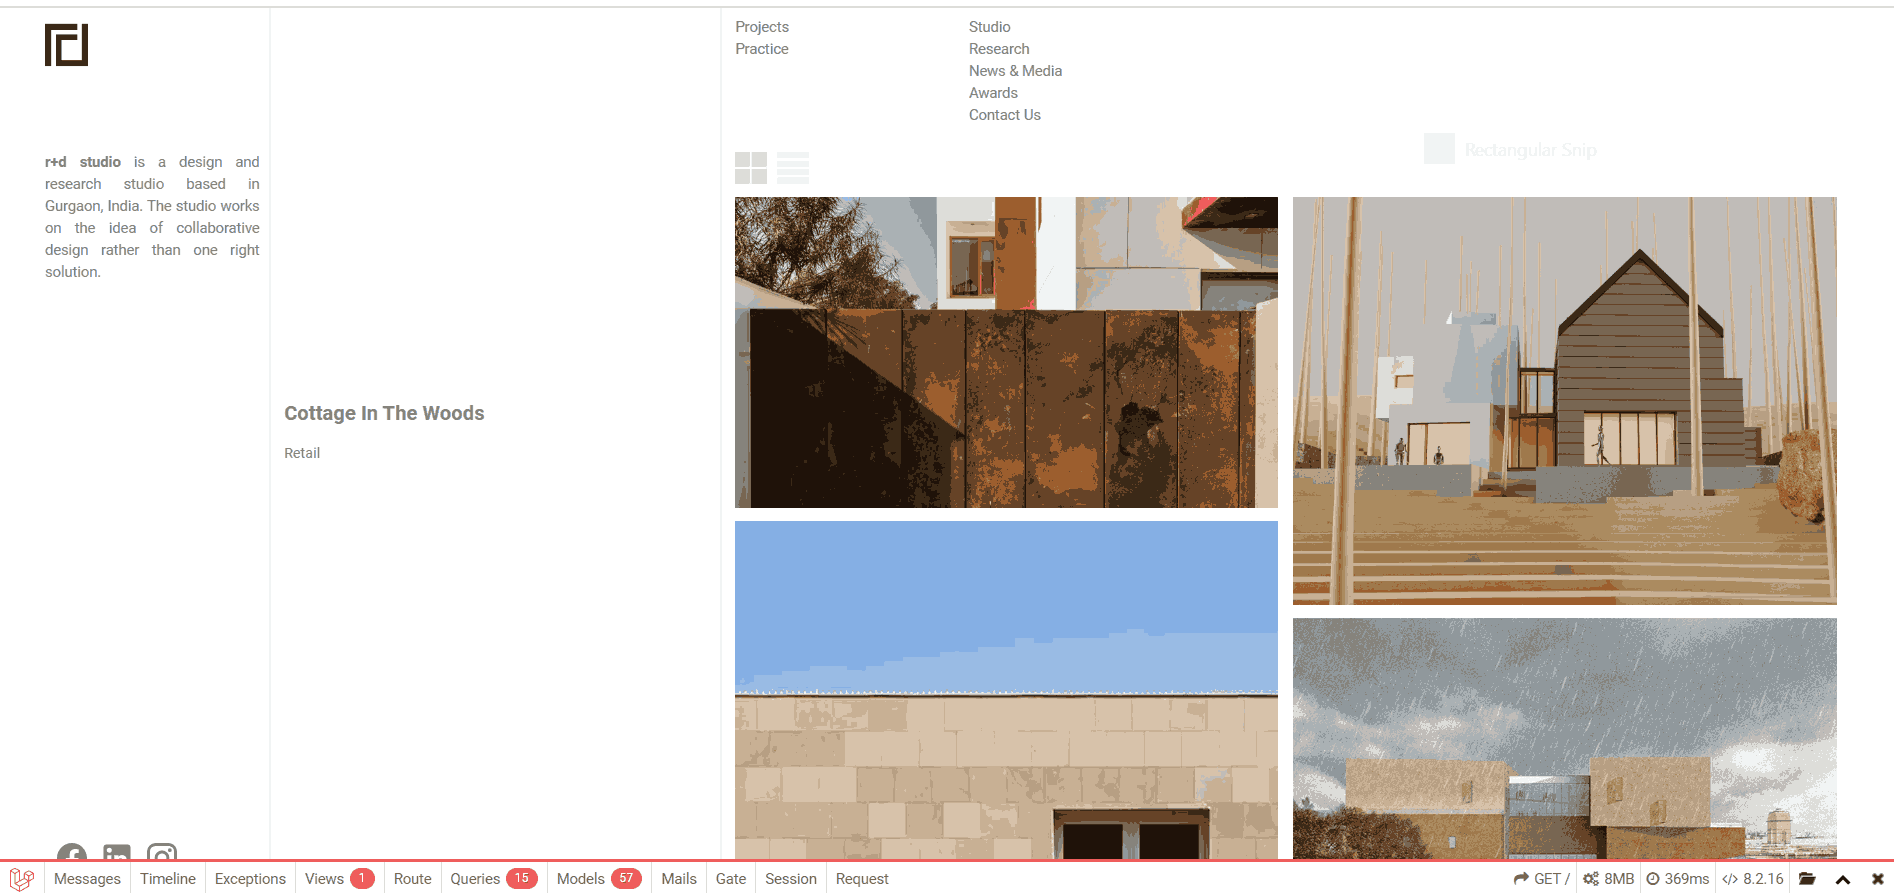 Projects
Practice
Studio
Research
News & Media
Awards
Contact Us
Rectangular Snip
r+d studio is a design and
research studio based in
Gurgaon, India. The studio works
on the idea of collaborative
design rather than one right
solution.
Cottage In The Woods
Retail
Messages Timeline Exceptions Views 1 Route Queries 15 Models 57 Mails Gate Session Request GET / 8MB 369ms </> 8.2.16